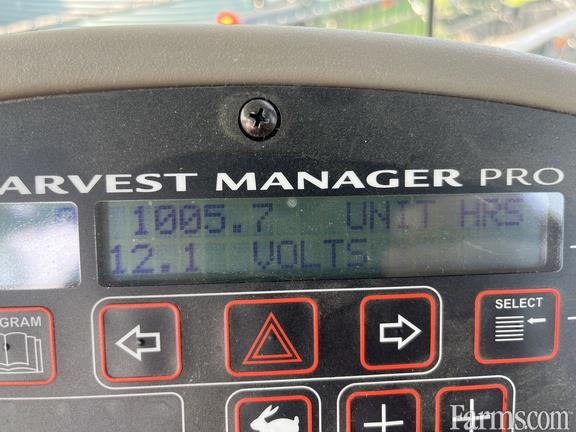 ARVEST MANAGER PRO
1005.7 UNIT HRS
12.1 VOLTS
GRAM
SELECT
Farms.com